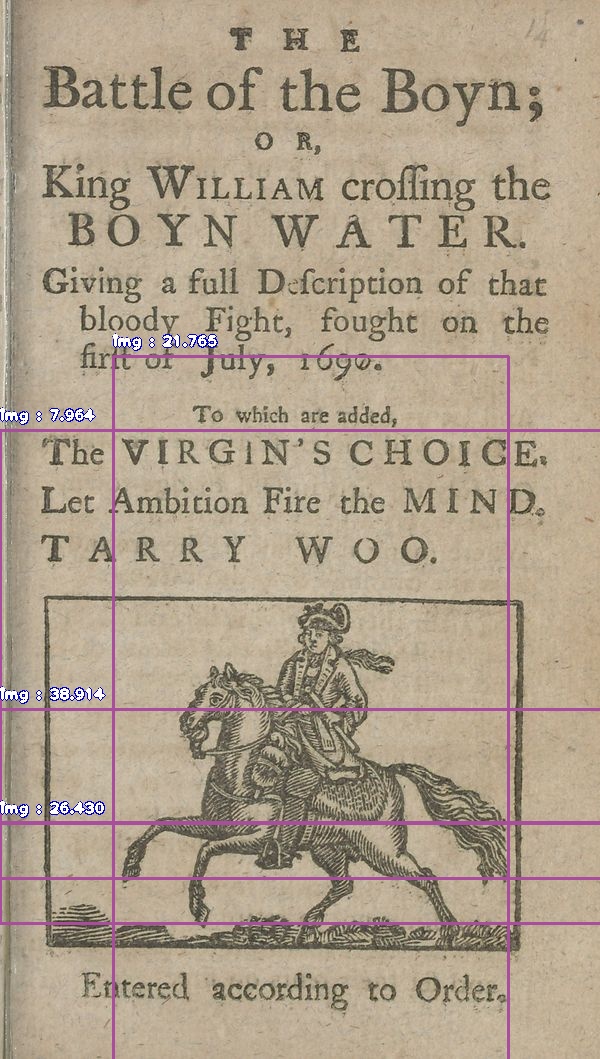 14
T H E
Battle of the Boyn;
O R,
King WILLIAM croſſing the
BOYN WATER.
Giving a full Deſcription of that
bloody Fight, fought on the
firſt of July, 1690.
Img : 21.765
To which are added,
Img : 7.964
The VIRGIN'S CHOICE.
Let Ambition Fire the MIND.
TARRY WOO.
Img : 38.914
Img : 26.430
Entered according to Order.